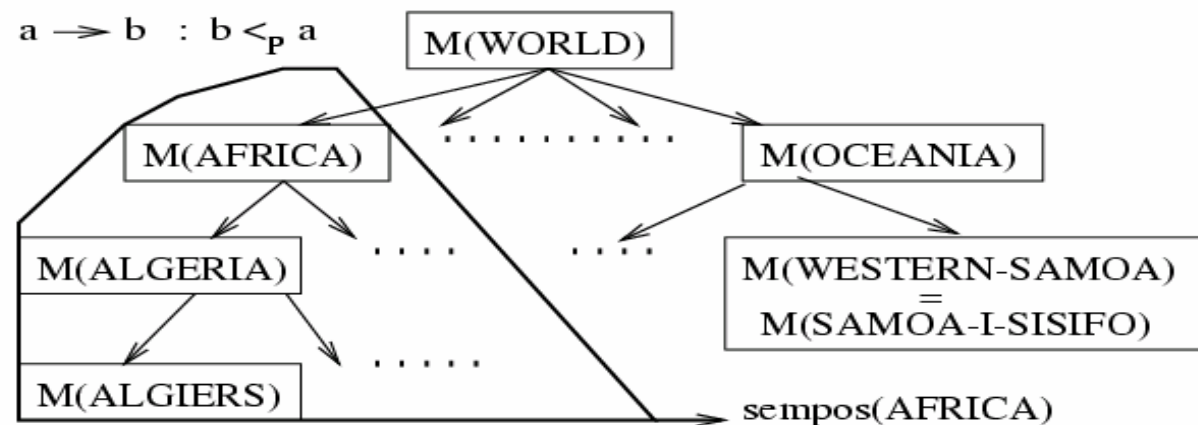 a → b : b <P a
M(WORLD)
M(AFRICA) . . . . . . . . . . M(OCEANIA)
M(ALGERIA) . . . . . . . . M(WESTERN-SAMOA)
=
M(SAMOA-I-SISIFO)
M(ALGIERS) . . . . .
sempos(AFRICA)